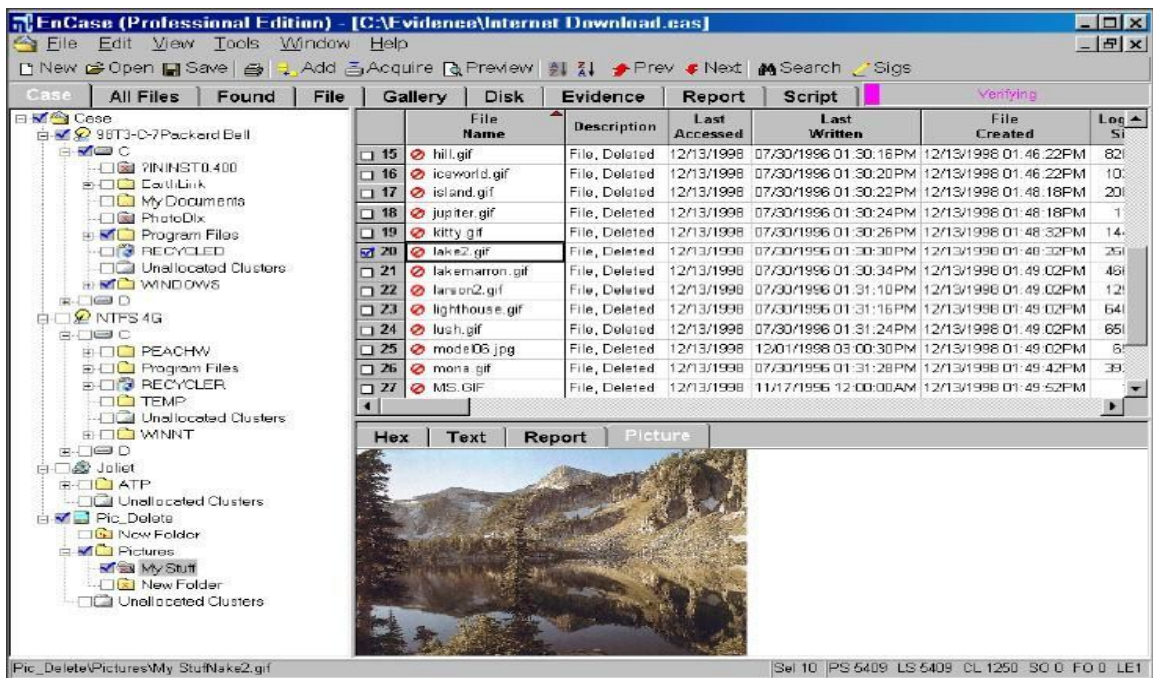 EnCase (Professional Edition) - [C:\Evidence\Internet Download.cas]
File Edit View Tools Window Help
New Open Save Add Acquire Preview Prev Next Search Sigs
Case All Files Found File Gallery Disk Evidence Report Script Verifying
Case
98T3-C-7Packard Bell
C
?ININST0.400
EarthLink
My Documents
PhotoDlx
Program Files
RECYCLED
Unallocated Clusters
WINDOWS
D
NTFS 4G
C
PEACHW
Program Files
RECYCLER
TEMP
Unallocated Clusters
WINNT
D
Joliet
ATP
Unallocated Clusters
Pic_Delete
New Folder
Pictures
My Stuff
New Folder
Unallocated Clusters
File Name Description Last Accessed Last Written File Created Log Si
15 hill.gif File, Deleted 12/13/1998 07/30/1996 01:30:16PM 12/13/1998 01:46:22PM
16 iceworld.gif File, Deleted 12/13/1998 07/30/1996 01:30:20PM 12/13/1998 01:46:22PM
17 island.gif File, Deleted 12/13/1998 07/30/1996 01:30:22PM 12/13/1998 01:48:18PM
18 jupiter.gif File, Deleted 12/13/1998 07/30/1996 01:30:24PM 12/13/1998 01:48:18PM
19 kitty.gif File, Deleted 12/13/1998 07/30/1996 01:30:26PM 12/13/1998 01:48:32PM
20 lake2.gif File, Deleted 12/13/1998 07/30/1996 01:30:30PM 12/13/1998 01:48:32PM
21 lakemarron.gif File, Deleted 12/13/1998 07/30/1996 01:30:34PM 12/13/1998 01:49:02PM
22 larson2.gif File, Deleted 12/13/1998 07/30/1996 01:31:10PM 12/13/1998 01:49:02PM
23 lighthouse.gif File, Deleted 12/13/1998 07/30/1996 01:31:16PM 12/13/1998 01:49:02PM
24 lush.gif File, Deleted 12/13/1998 07/30/1996 01:31:24PM 12/13/1998 01:49:02PM
25 model06.jpg File, Deleted 12/13/1998 12/01/1998 03:00:30PM 12/13/1998 01:49:02PM
26 mona.gif File, Deleted 12/13/1998 07/30/1996 01:31:28PM 12/13/1998 01:49:42PM
27 MS.GIF File, Deleted 12/13/1998 11/17/1996 12:00:00AM 12/13/1998 01:49:52PM
Hex Text Report Picture
Pic_Delete\Pictures\My Stuff\lake2.gif Sel 10 PS 5409 LS 5409 CL 1250 SO 0 FO 0 LE1